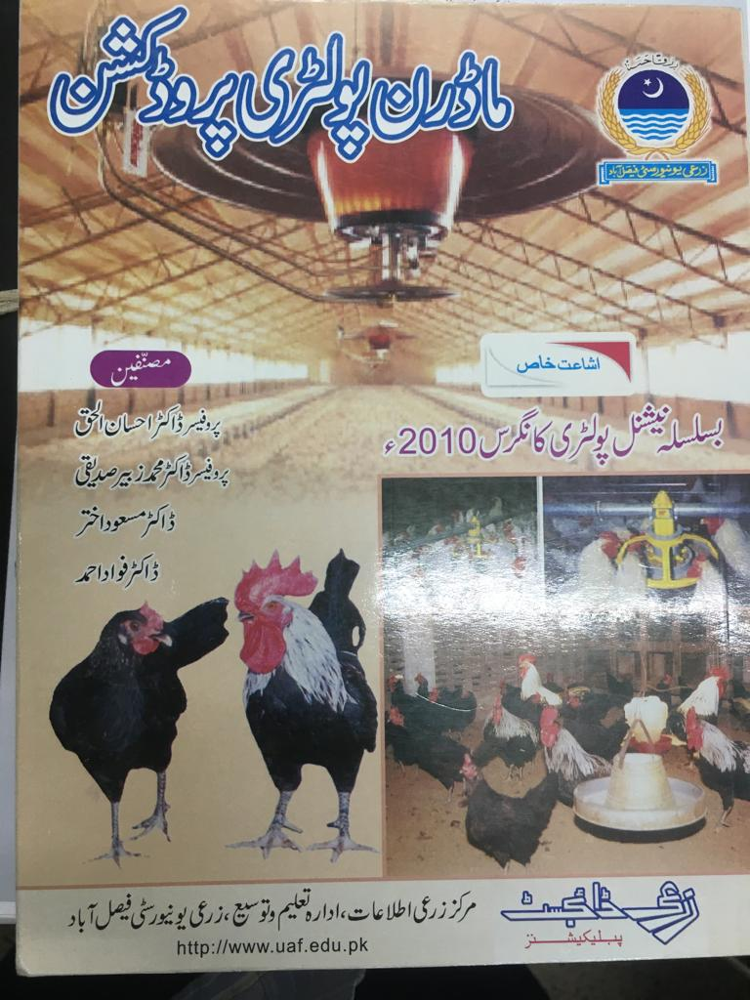 ماڈرن پولٹری پروڈکشن
زرعی یونیورسٹی فیصل آباد
اشاعت خاص
بسلسلہ نیشنل پولٹری کانگرس 2010ء
مصنّفین
پروفیسر ڈاکٹر احسان الحق
پروفیسر ڈاکٹر محمد زبیر صدیقی
ڈاکٹر مسعود اختر
ڈاکٹر فواد احمد
زرعی ڈائجسٹ
پبلیکیشنز
مرکز زرعی اطلاعات، ادارہ تعلیم و توسیع، زرعی یونیورسٹی فیصل آباد
http://www.uaf.edu.pk